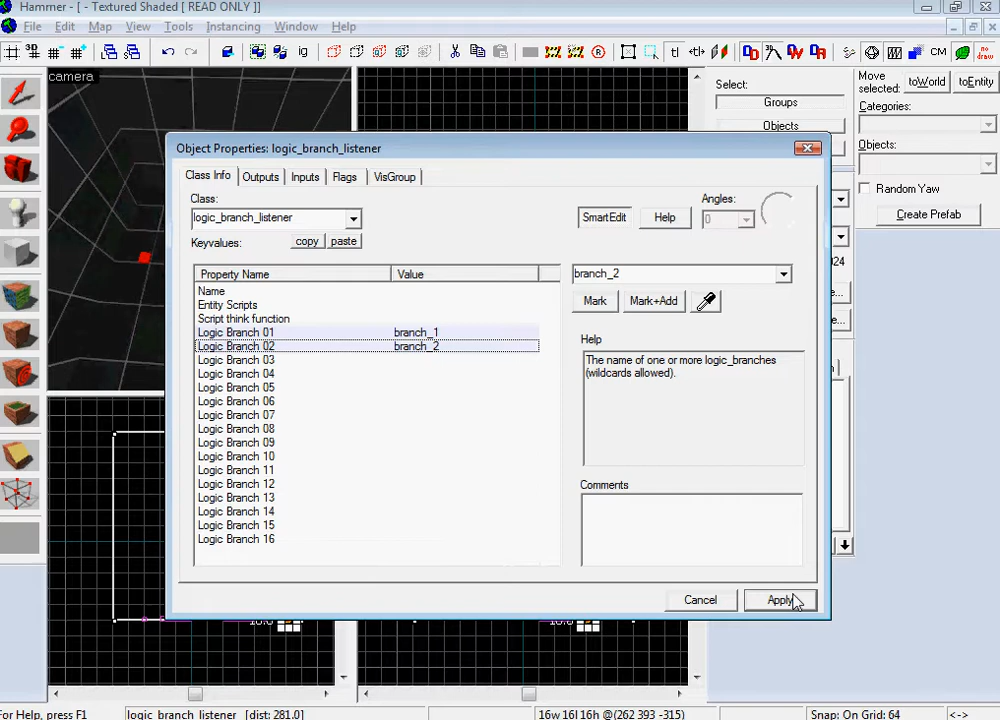 Hammer - [ - Textured Shaded [ READ ONLY ]]
File Edit Map View Tools Instancing Window Help
ig tl CM no draw
camera
Select:
Groups
Objects
Move selected:
toWorld
toEntity
Categories:
Objects:
Random Yaw
Create Prefab
Object Properties: logic_branch_listener
Class Info Outputs Inputs Flags VisGroup
Class:
logic_branch_listener
Keyvalues: copy paste
SmartEdit
Help
Angles:
0
Property Name Value
Name
Entity Scripts
Script think function
Logic Branch 01 branch_1
Logic Branch 02 branch_2
Logic Branch 03
Logic Branch 04
Logic Branch 05
Logic Branch 06
Logic Branch 07
Logic Branch 08
Logic Branch 09
Logic Branch 10
Logic Branch 11
Logic Branch 12
Logic Branch 13
Logic Branch 14
Logic Branch 15
Logic Branch 16
branch_2
Mark Mark+Add
Help
The name of one or more logic_branches
(wildcards allowed).
Comments
Cancel Apply
or Help, press F1
logic_branch_listener [dist: 281.0]
16w 16l 16h @(262 393 -315)
Snap: On Grid: 64
<->